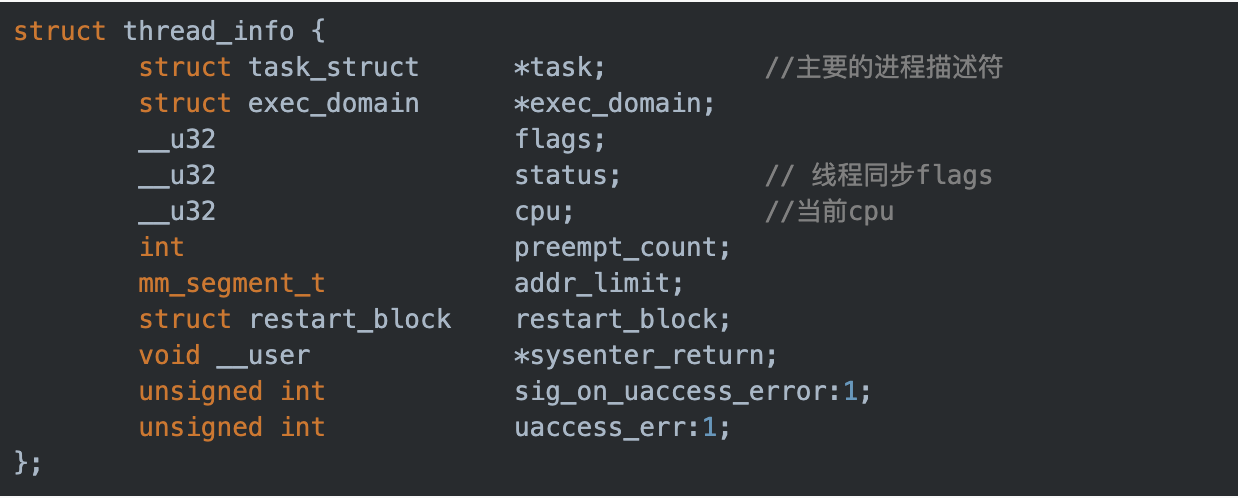 struct thread_info {
        struct task_struct      *task;          //主要的进程描述符
        struct exec_domain      *exec_domain;
        __u32                   flags;
        __u32                   status;         // 线程同步flags
        __u32                   cpu;            //当前cpu
        int                     preempt_count;
        mm_segment_t            addr_limit;
        struct restart_block    restart_block;
        void __user             *sysenter_return;
        unsigned int            sig_on_uaccess_error:1;
        unsigned int            uaccess_err:1;
};